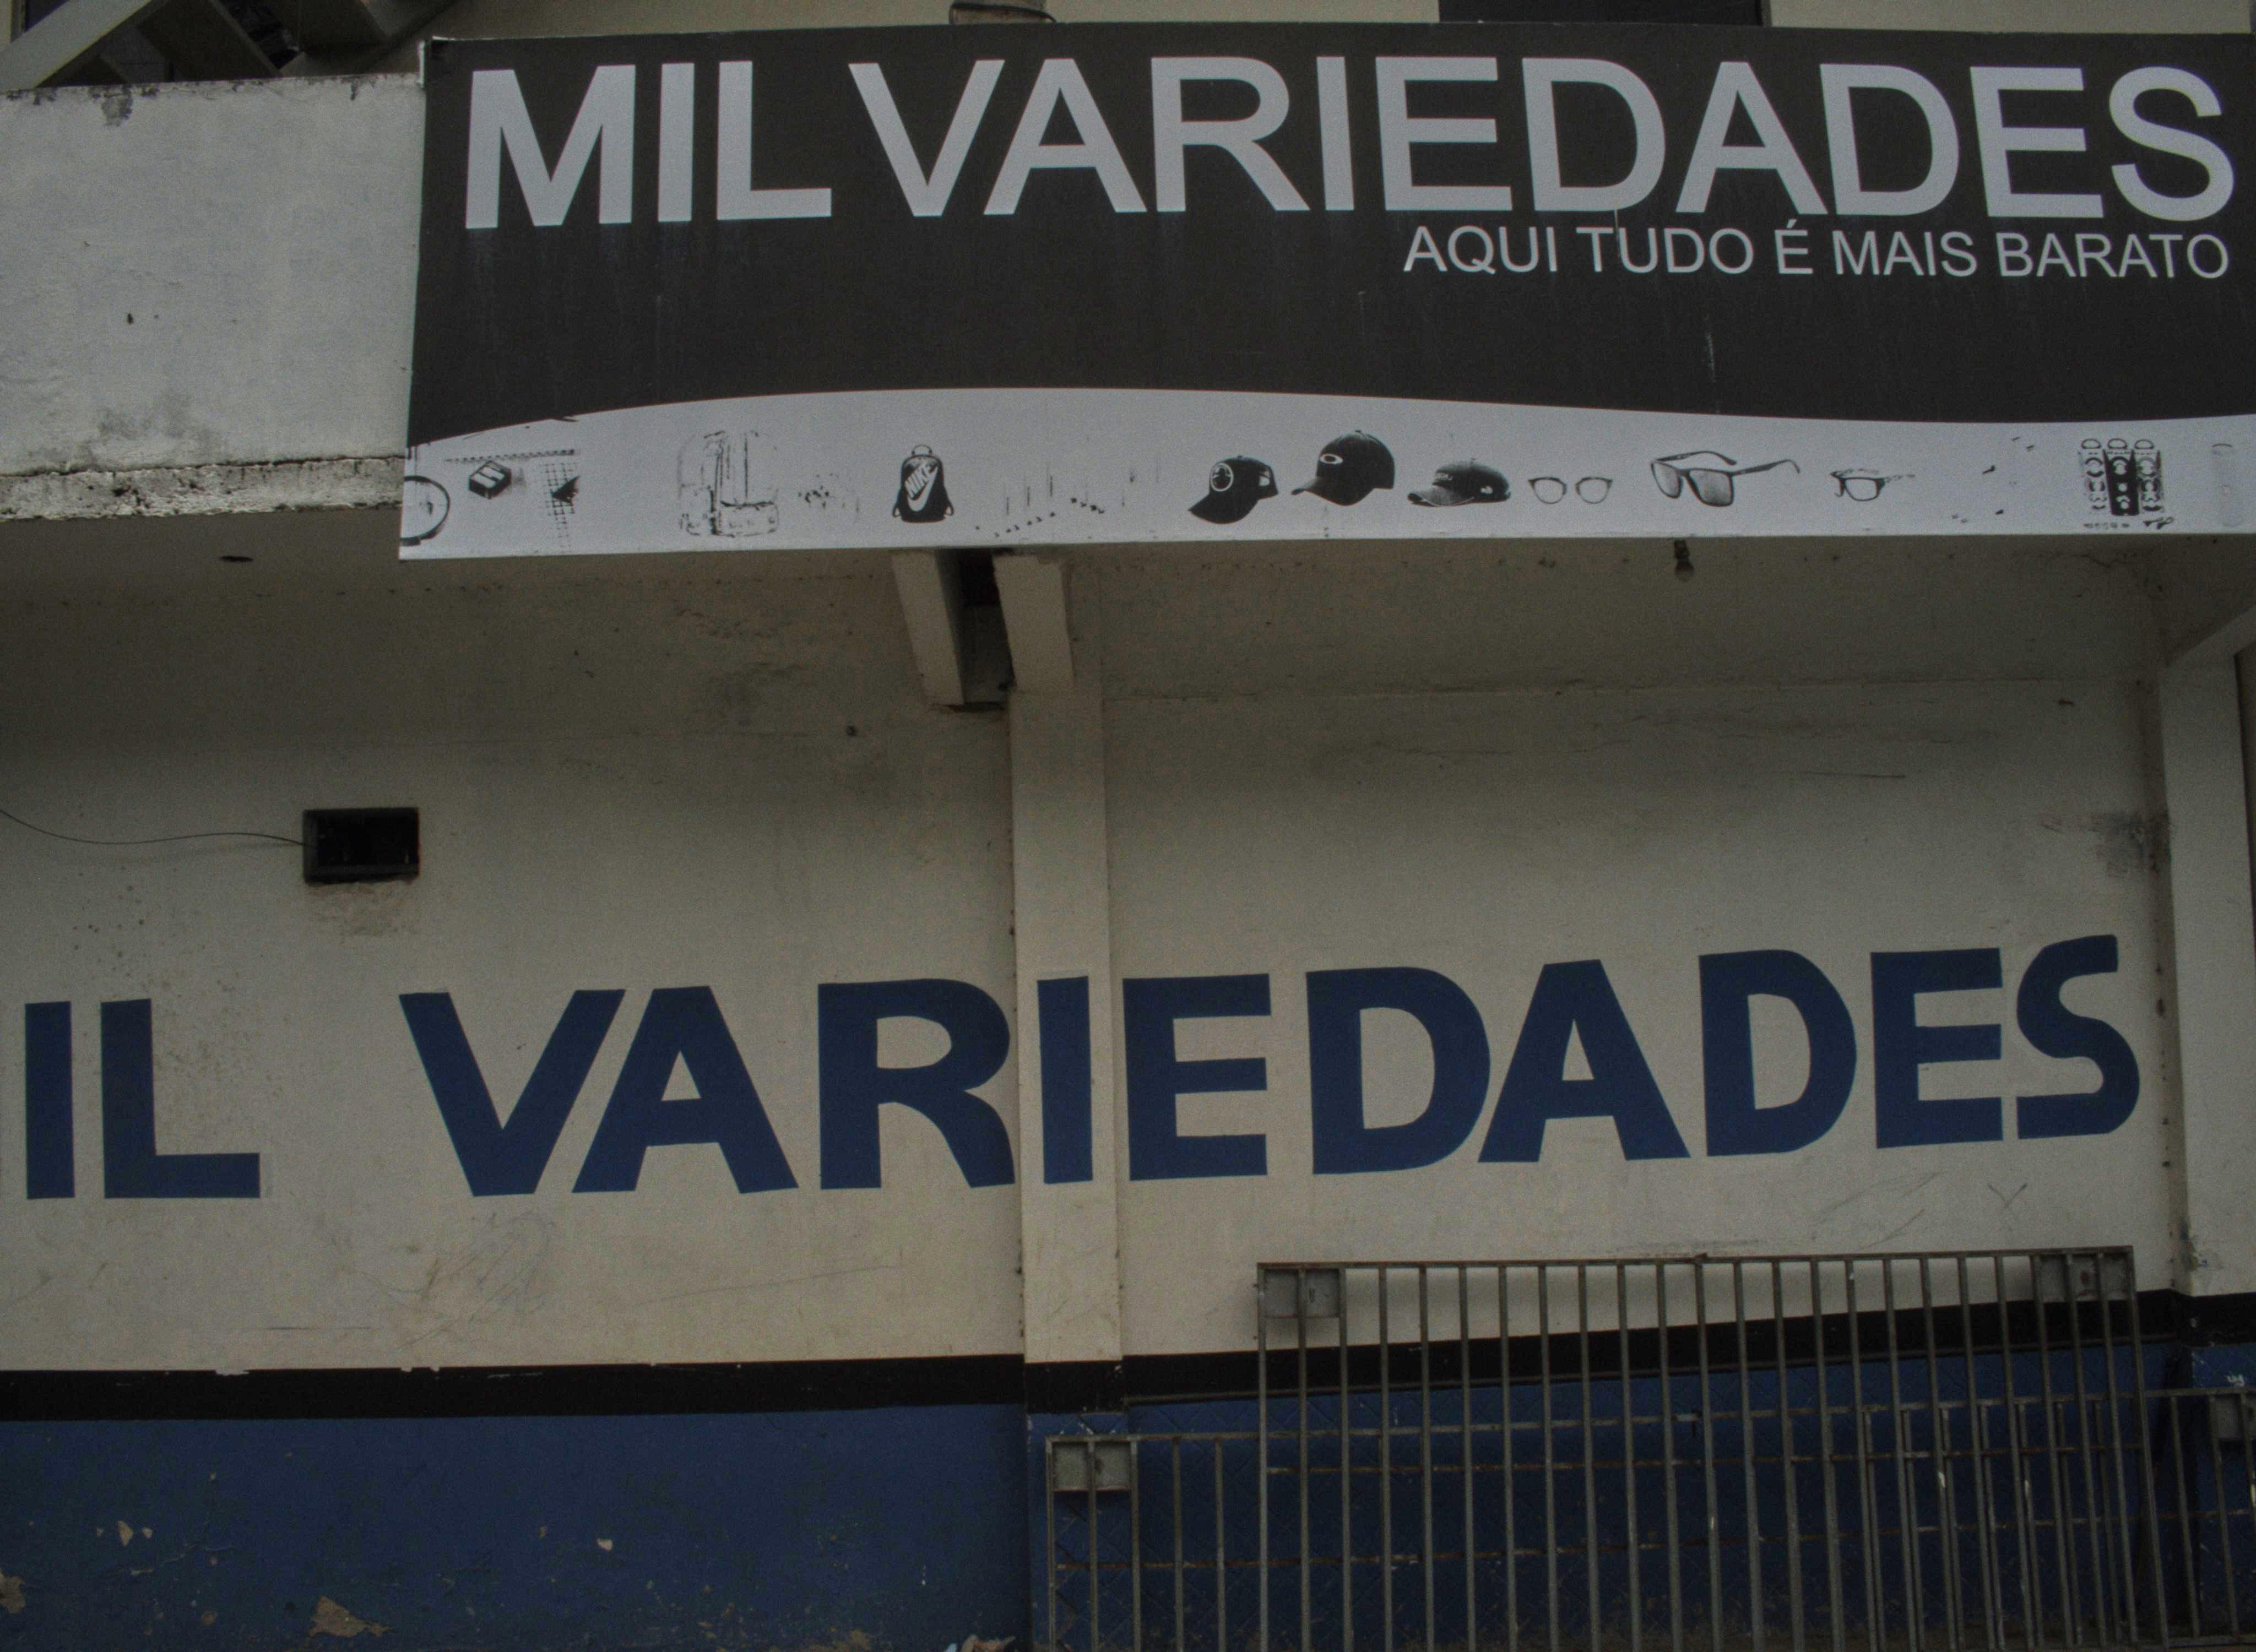 MIL VARIEDADES
AQUI TUDO É MAIS BARATO
NIKE
IL VARIEDADES